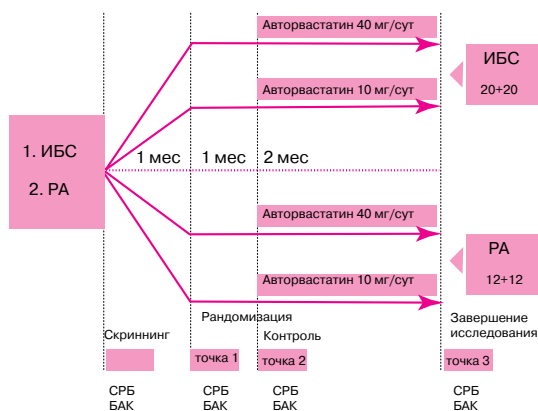 Авторвастатин 40 мг/сут
ИБС
20+20
Авторвастатин 10 мг/сут
1. ИБС
2. РА
1 мес
1 мес
2 мес
Авторвастатин 40 мг/сут
РА
12+12
Авторвастатин 10 мг/сут
Скриннинг
Рандомизация
Контроль
Завершение
исследования
точка 1
точка 2
точка 3
СРБ
БАК
СРБ
БАК
СРБ
БАК
СРБ
БАК